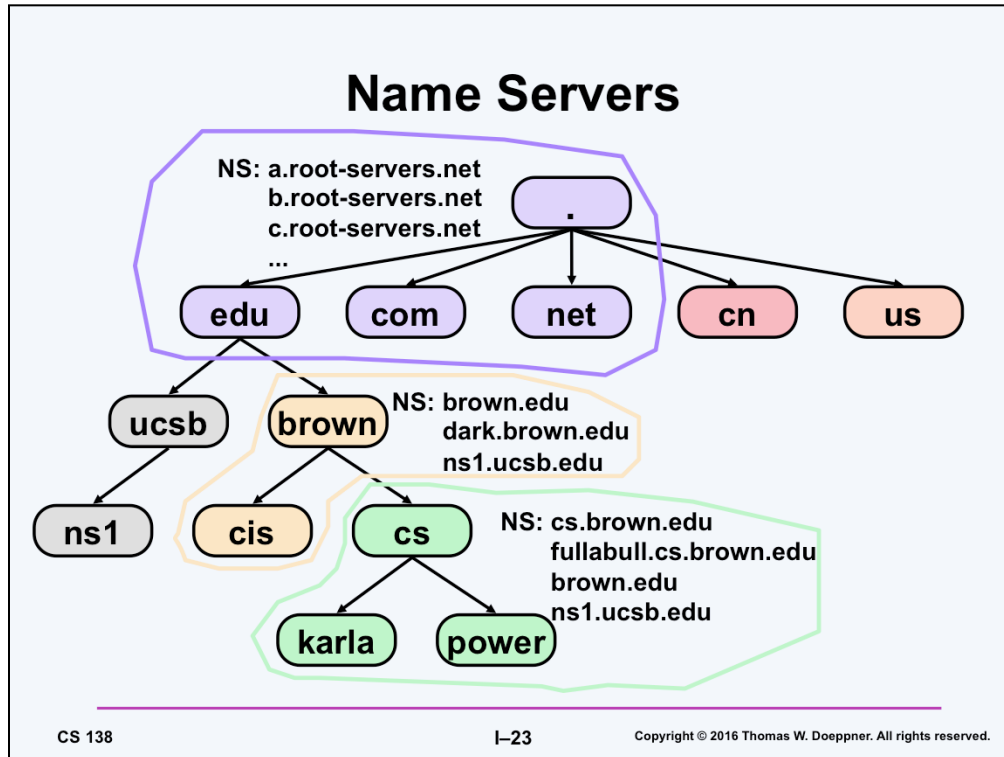 Name Servers
NS: a.root-servers.net
b.root-servers.net
c.root-servers.net
...
.
edu
com
net
cn
us
ucsb
brown
NS: brown.edu
dark.brown.edu
ns1.ucsb.edu
ns1
cis
cs
NS: cs.brown.edu
fullabull.cs.brown.edu
brown.edu
ns1.ucsb.edu
karla
power
CS 138
I–23
Copyright © 2016 Thomas W. Doeppner. All rights reserved.